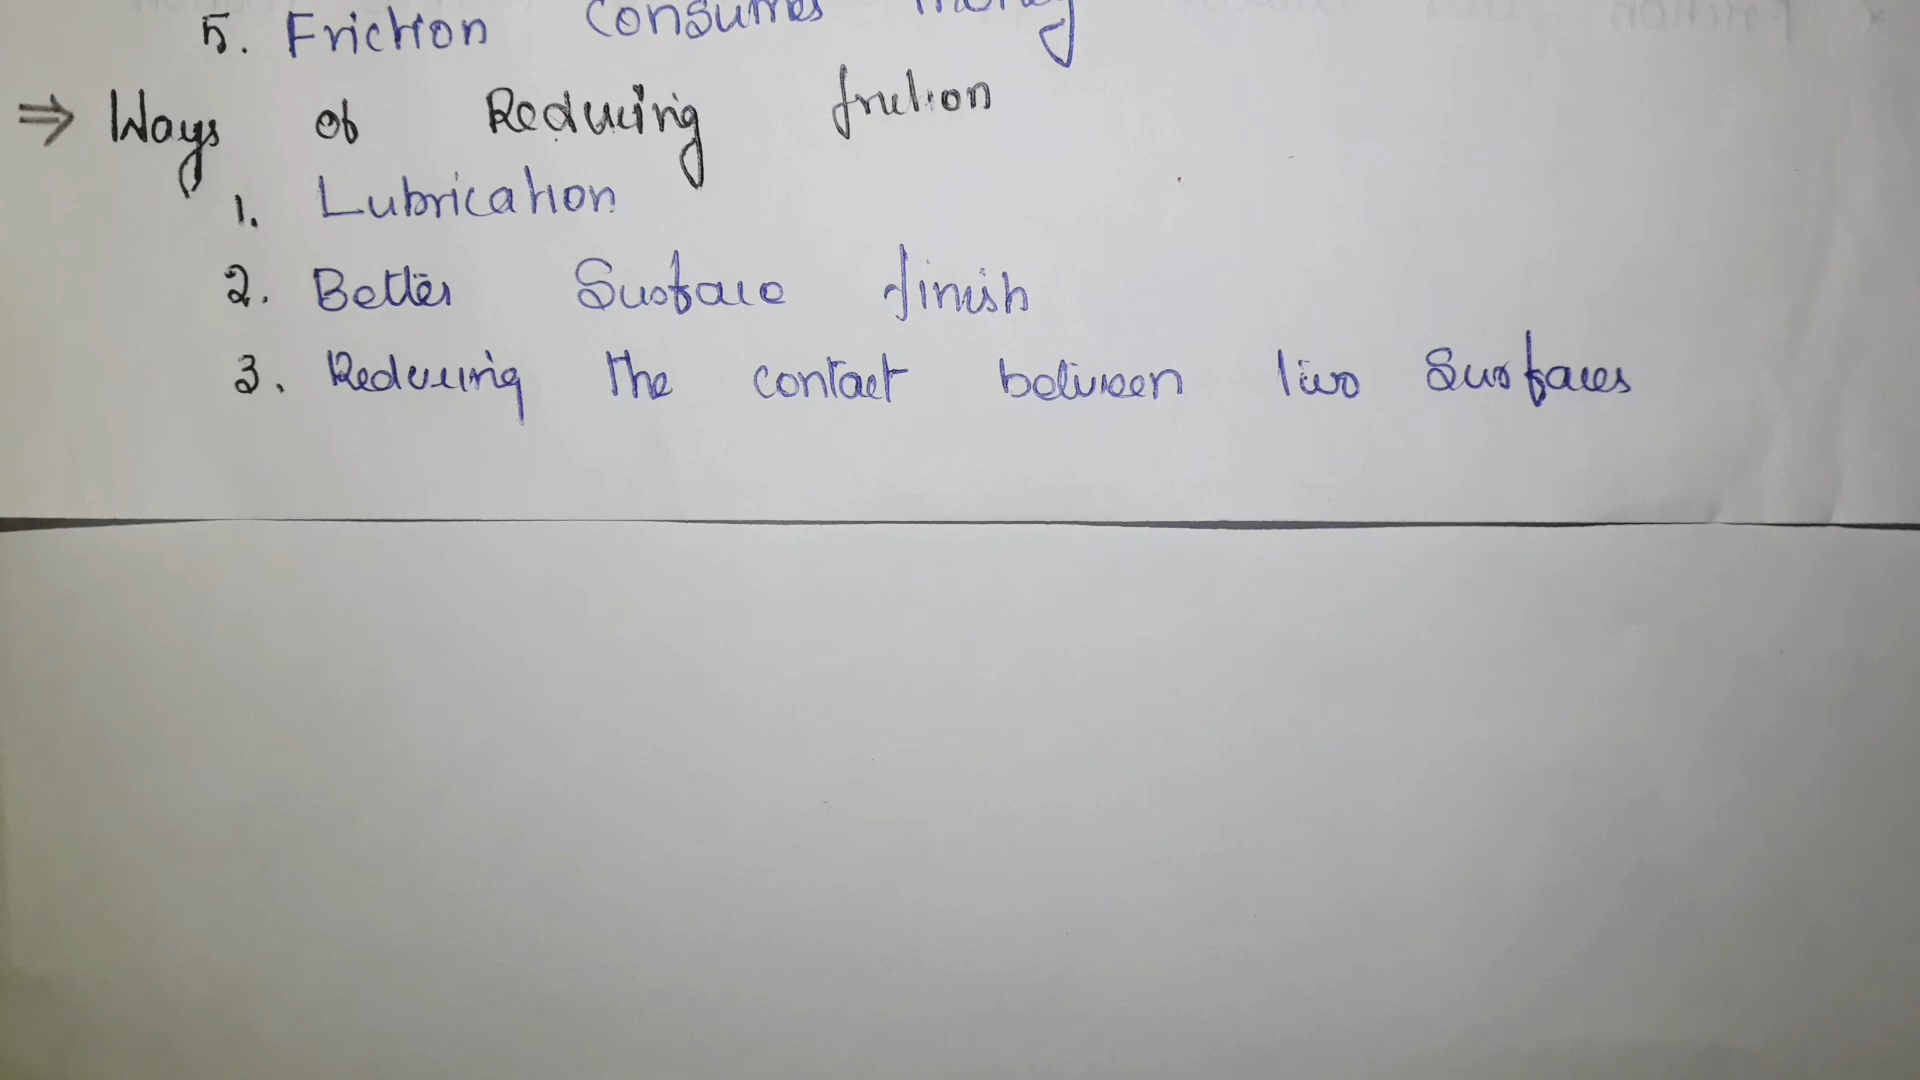 5. Friction consumes money
⇒ Ways of Reducing friction
1. Lubrication
2. Better Surface finish
3. Reducing the contact between two Surfaces